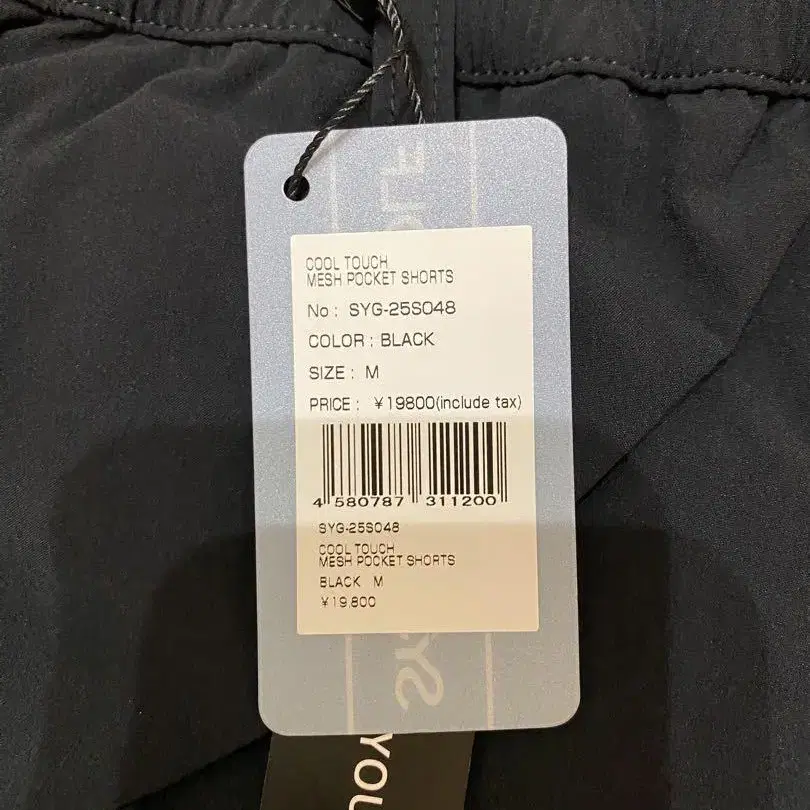 COOL TOUCH
MESH POCKET SHORTS
No : SYG-25S048
COLOR : BLACK
SIZE : M
PRICE : ¥19800(include tax)
4 580787 311200
SYG-25S048
COOL TOUCH
MESH POCKET SHORTS
BLACK M
¥19,800
YOU